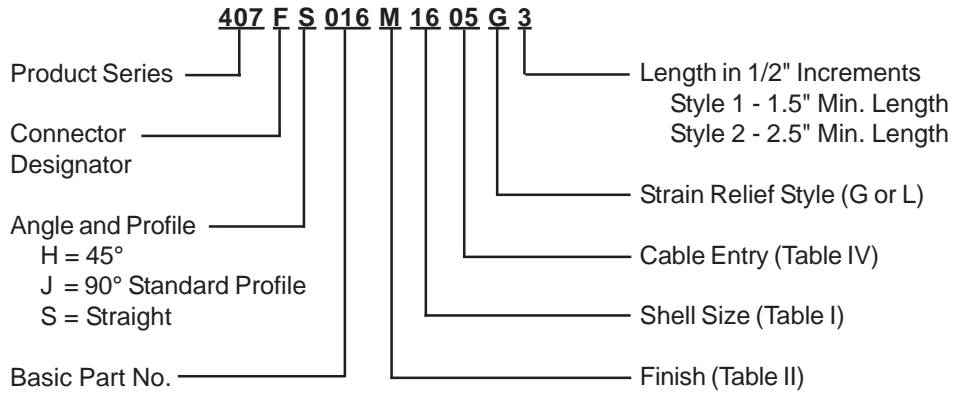 407 F S 016 M 16 05 G 3
Product Series
Connector
Designator
Angle and Profile
H = 45°
J = 90° Standard Profile
S = Straight
Basic Part No.
Length in 1/2" Increments
Style 1 - 1.5" Min. Length
Style 2 - 2.5" Min. Length
Strain Relief Style (G or L)
Cable Entry (Table IV)
Shell Size (Table I)
Finish (Table II)